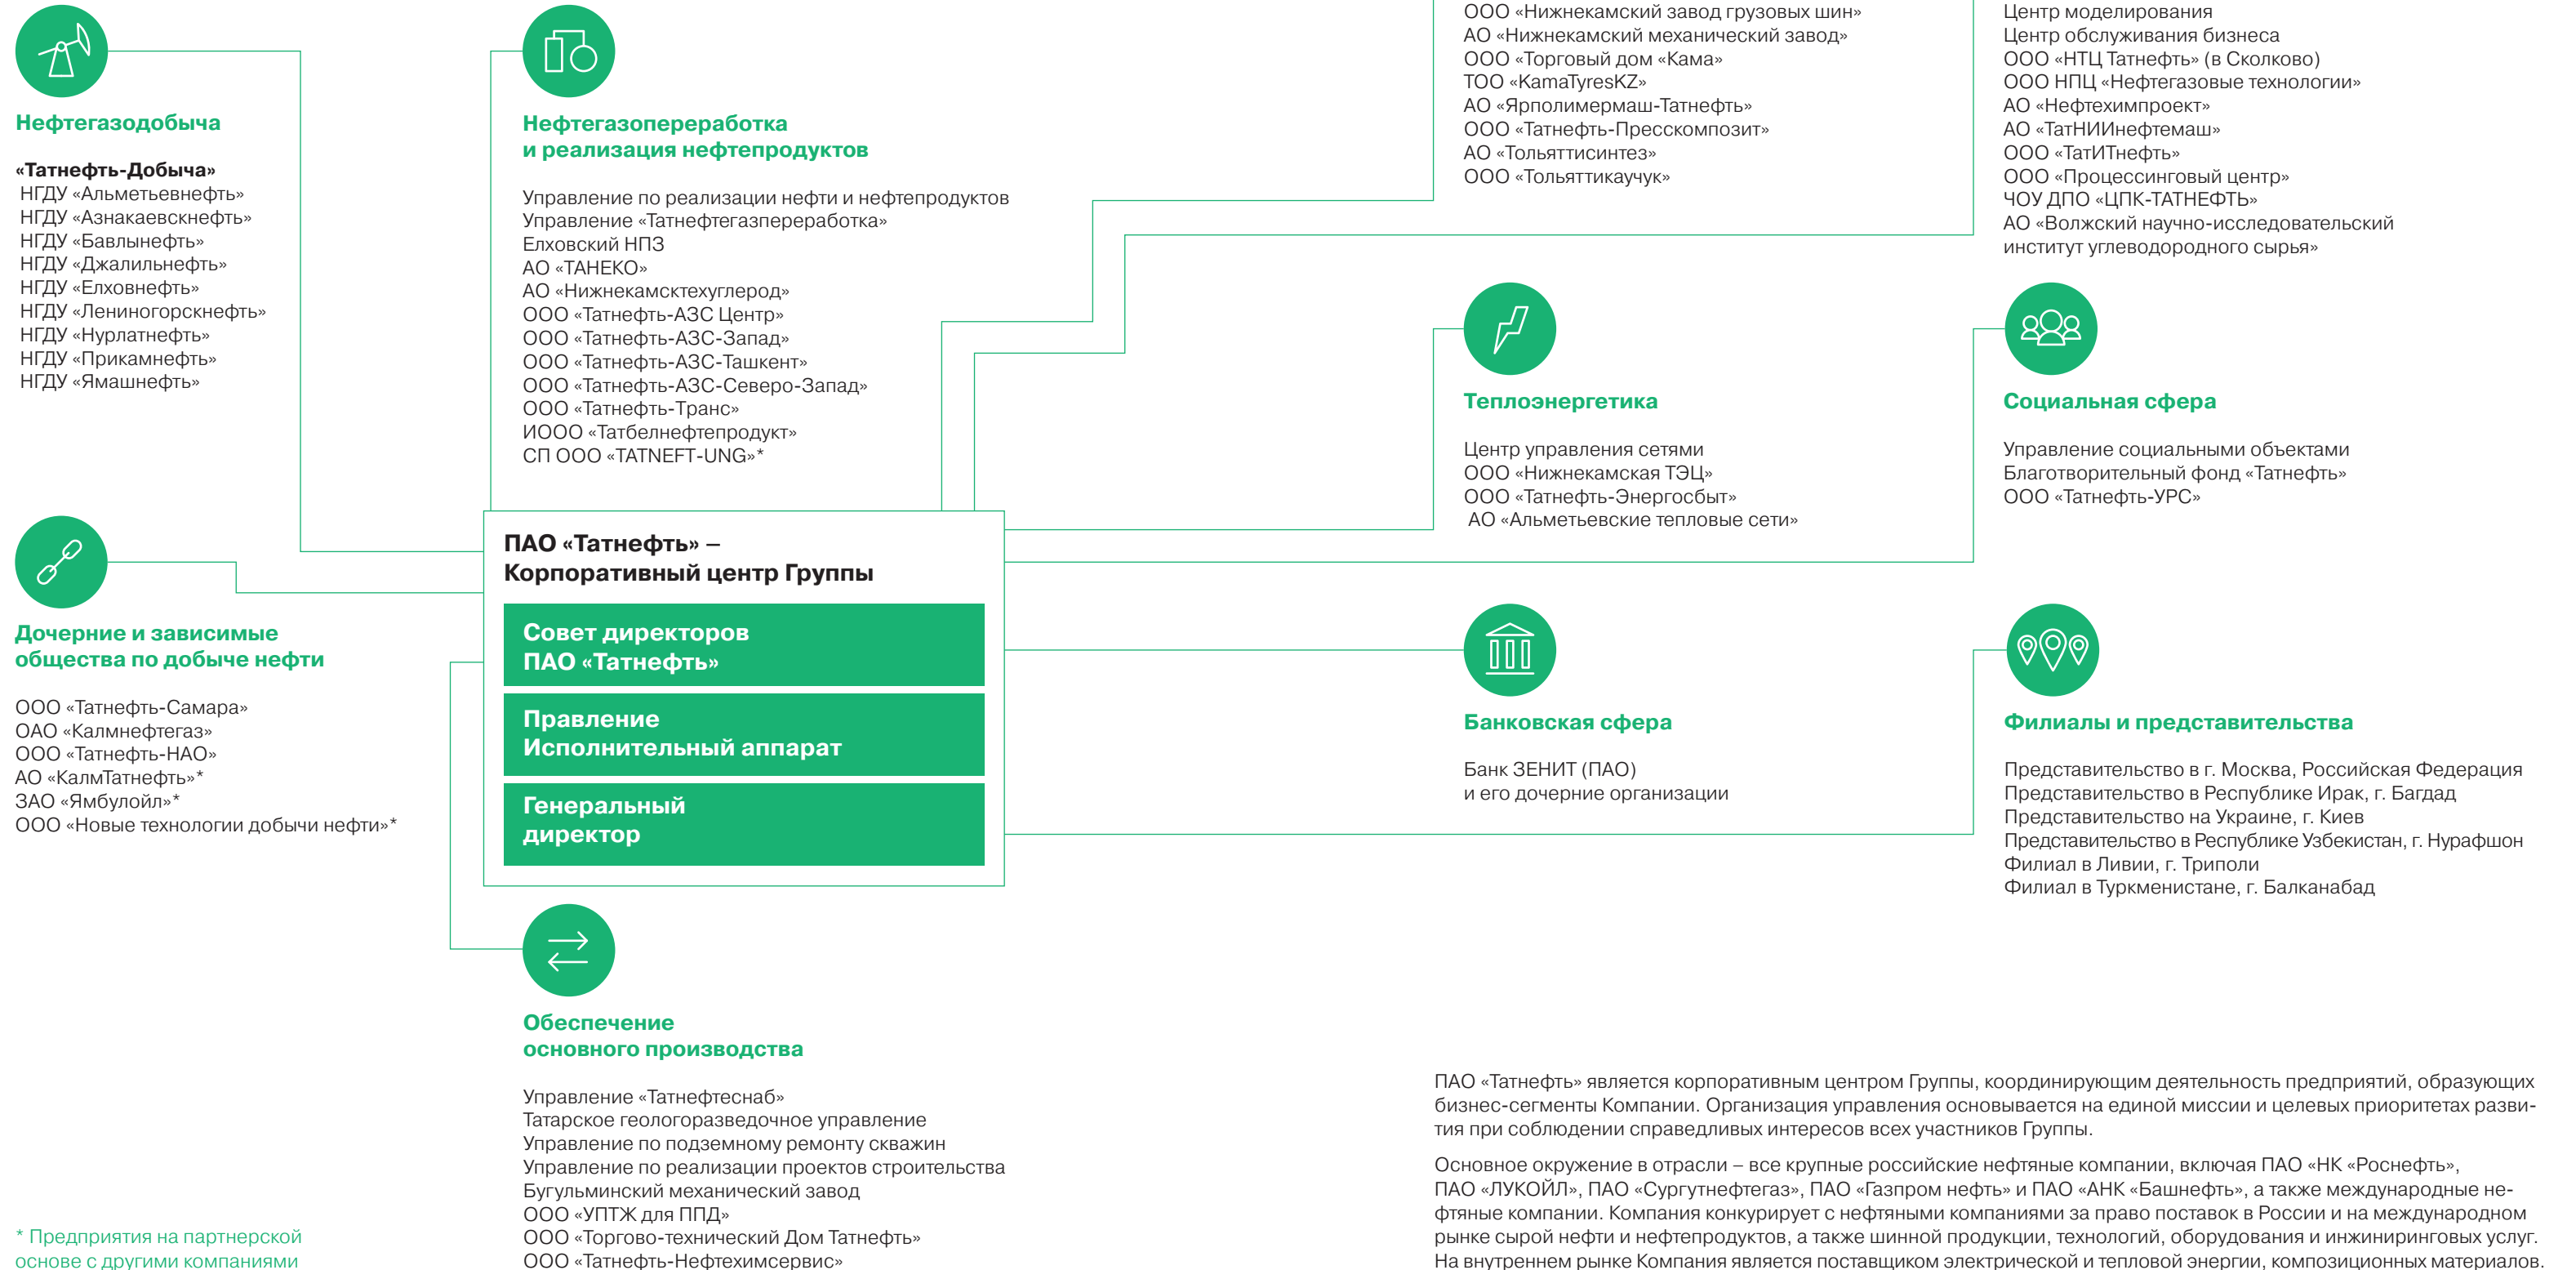 Нефтегазодобыча
«Татнефть-Добыча»
НГДУ «Альметьевнефть»
НГДУ «Азнакаевскнефть»
НГДУ «Бавлынефть»
НГДУ «Джалильнефть»
НГДУ «Елховнефть»
НГДУ «Лениногорскнефть»
НГДУ «Нурлатнефть»
НГДУ «Прикамнефть»
НГДУ «Ямашнефть»
Нефтегазопереработка
и реализация нефтепродуктов
Управление по реализации нефти и нефтепродуктов
Управление «Татнефтегазпереработка»
Елховский НПЗ
АО «ТАНЕКО»
АО «Нижнекамсктехуглерод»
ООО «Татнефть-АЗС Центр»
ООО «Татнефть-АЗС-Запад»
ООО «Татнефть-АЗС-Ташкент»
ООО «Татнефть-АЗС-Северо-Запад»
ООО «Татнефть-Транс»
ИООО «Татбелнефтепродукт»
СП ООО «TATNEFT-UNG»*
ООО «Нижнекамский завод грузовых шин»
АО «Нижнекамский механический завод»
ООО «Торговый дом «Кама»
ТОО «KamaTyresKZ»
АО «Ярполимермаш-Татнефть»
ООО «Татнефть-Пресскомпозит»
АО «Тольяттисинтез»
ООО «Тольяттикаучук»
Центр моделирования
Центр обслуживания бизнеса
ООО «НТЦ Татнефть» (в Сколково)
ООО НПЦ «Нефтегазовые технологии»
АО «Нефтехимпроект»
АО «ТатНИИнефтемаш»
ООО «ТатИТнефть»
ООО «Процессинговый центр»
ЧОУ ДПО «ЦПК-ТАТНЕФТЬ»
АО «Волжский научно-исследовательский
институт углеводородного сырья»
Теплоэнергетика
Центр управления сетями
ООО «Нижнекамская ТЭЦ»
ООО «Татнефть-Энергосбыт»
АО «Альметьевские тепловые сети»
Социальная сфера
Управление социальными объектами
Благотворительный фонд «Татнефть»
ООО «Татнефть-УРС»
Дочерние и зависимые
общества по добыче нефти
ООО «Татнефть-Самара»
ОАО «Калмнефтегаз»
ООО «Татнефть-НАО»
АО «КалмТатнефть»*
ЗАО «Ямбулойл»*
ООО «Новые технологии добычи нефти»*
ПАО «Татнефть» –
Корпоративный центр Группы
Совет директоров
ПАО «Татнефть»
Правление
Исполнительный аппарат
Генеральный
директор
Банковская сфера
Банк ЗЕНИТ (ПАО)
и его дочерние организации
Филиалы и представительства
Представительство в г. Москва, Российская Федерация
Представительство в Республике Ирак, г. Багдад
Представительство на Украине, г. Киев
Представительство в Республике Узбекистан, г. Нурафшон
Филиал в Ливии, г. Триполи
Филиал в Туркменистане, г. Балканабад
Обеспечение
основного производства
Управление «Татнефтеснаб»
Татарское геологоразведочное управление
Управление по подземному ремонту скважин
Управление по реализации проектов строительства
Бугульминский механический завод
ООО «УПТЖ для ППД»
ООО «Торгово-технический Дом Татнефть»
ООО «Татнефть-Нефтехимсервис»
* Предприятия на партнерской
основе с другими компаниями
ПАО «Татнефть» является корпоративным центром Группы, координирующим деятельность предприятий, образующих
бизнес-сегменты Компании. Организация управления основывается на единой миссии и целевых приоритетах разви-
тия при соблюдении справедливых интересов всех участников Группы.
Основное окружение в отрасли – все крупные российские нефтяные компании, включая ПАО «НК «Роснефть»,
ПАО «ЛУКОЙЛ», ПАО «Сургутнефтегаз», ПАО «Газпром нефть» и ПАО «АНК «Башнефть», а также международные не-
фтяные компании. Компания конкурирует с нефтяными компаниями за право поставок в России и на международном
рынке сырой нефти и нефтепродуктов, а также шинной продукции, технологий, оборудования и инжиниринговых услуг.
На внутреннем рынке Компания является поставщиком электрической и тепловой энергии, композиционных материалов.